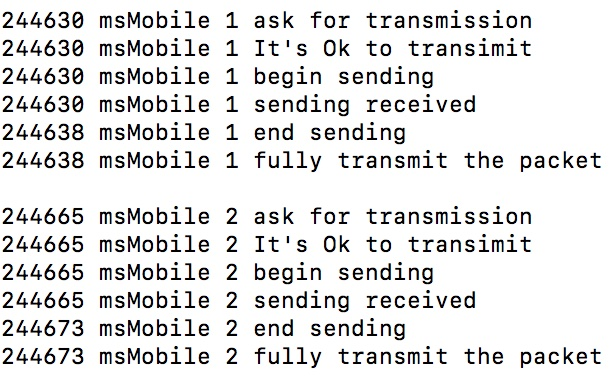 244630 msMobile 1 ask for transmission
244630 msMobile 1 It's Ok to transimit
244630 msMobile 1 begin sending
244630 msMobile 1 sending received
244638 msMobile 1 end sending
244638 msMobile 1 fully transmit the packet
244665 msMobile 2 ask for transmission
244665 msMobile 2 It's Ok to transimit
244665 msMobile 2 begin sending
244665 msMobile 2 sending received
244673 msMobile 2 end sending
244673 msMobile 2 fully transmit the packet